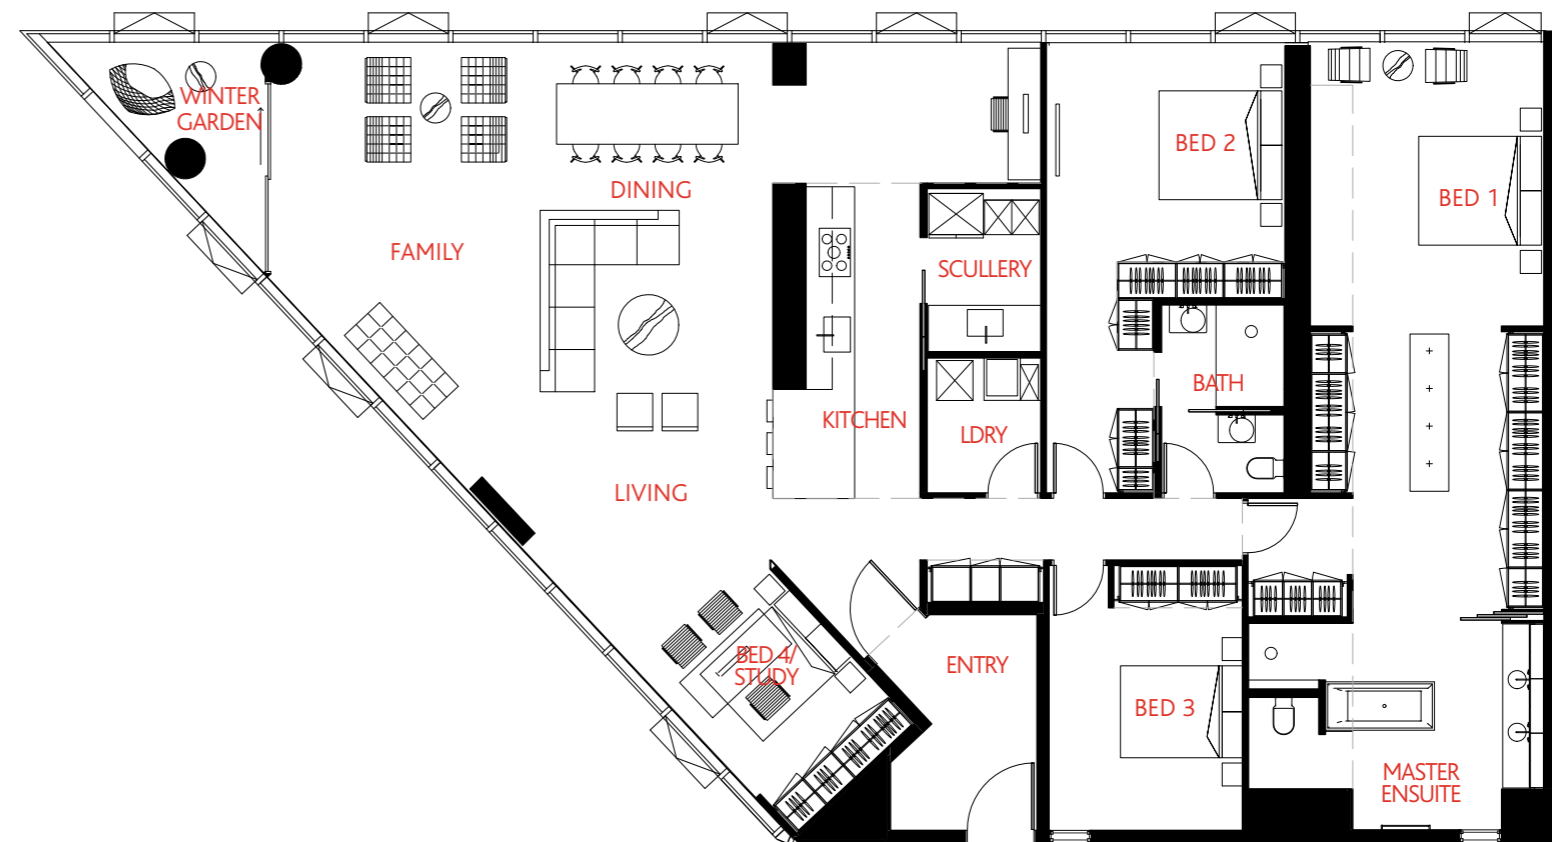 WINTER
GARDEN
DINING
FAMILY
LIVING
KITCHEN
SCULLERY
LDRY
BED 2
BATH
BED 1
BED 4/
STUDY
ENTRY
BED 3
MASTER
ENSUITE